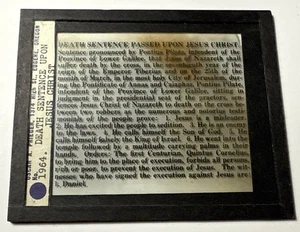 DEATH SENTENCE PASSED UPON JESUS CHRIST.
Sentence pronounced by Pontius Pilate, intendent of the
Province of Lower Galilee, that Jesus of Nazareth shall
suffer death by the cross. In the seventeenth year of the
reign of the Emperor Tiberius and on the 25th of the
month of March, in the most holy City of Jerusalem, during
the Pontificate of Annas and Caiaphas, Pontius Pilate,
intendent of the Province of Lower Galilee, sitting in
judgment in the presidential seat of the praetor, sen-
tences Jesus Christ of Nazareth to death on the cross be-
tween two robbers as the numerous and notorious testi-
monials of the people prove: 1. Jesus is a misleader.
2. He has excited the people to sedition. 3. He is an enemy
to the laws. 4. He calls himself the Son of God. 5. He
calls himself falsely the King of Israel. 6. He went into the
temple followed by a multitude carrying palms in their
hands. Orders: The first Centurian, Quirius Cornelius,
to bring him to the place of execution, forbids all persons
rich or poor, to prevent the execution of Jesus. The wit-
nesses who have signed the execution against Jesus are:
1. Daniel,
No.
1964. DEATH SENTENCE UPON
JESUS CHRIST